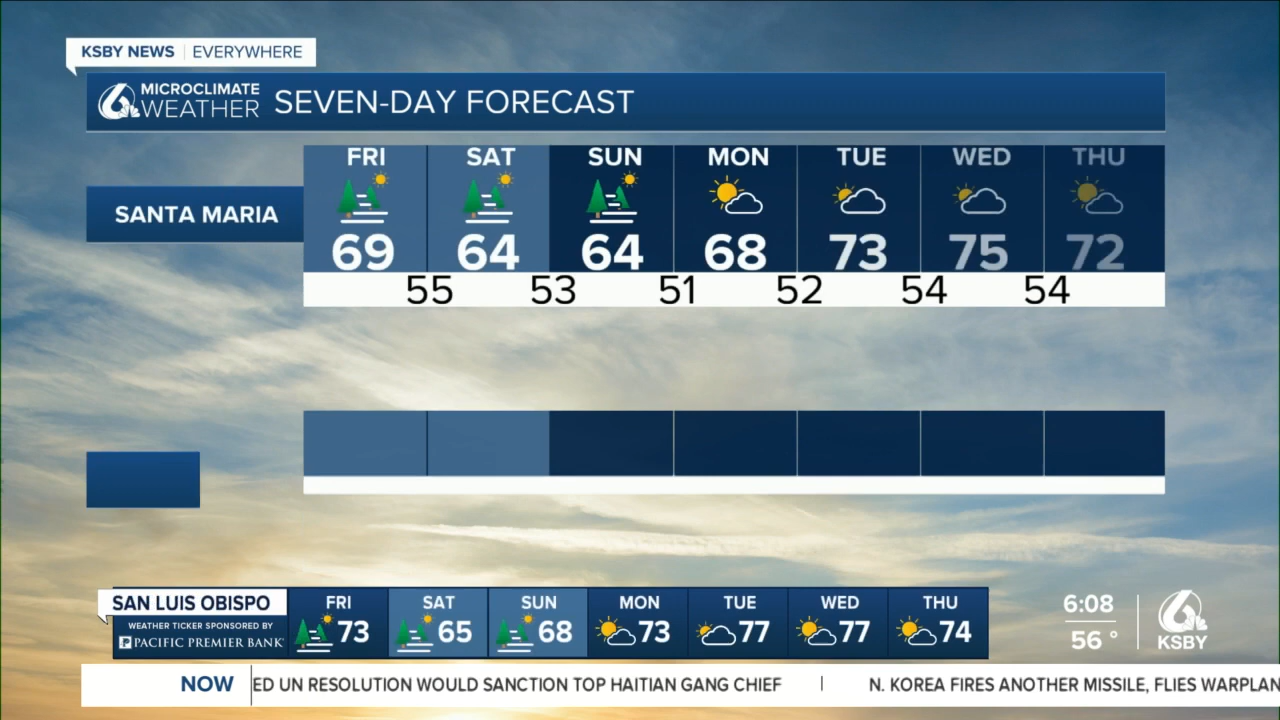 KSBY NEWS | EVERYWHERE
6 MICROCLIMATE WEATHER SEVEN-DAY FORECAST
FRI SAT SUN MON TUE WED THU
SANTA MARIA
69 64 64 68 73 75 72
55 53 51 52 54 54
SAN LUIS OBISPO
WEATHER TICKER SPONSORED BY
PACIFIC PREMIER BANK
FRI SAT SUN MON TUE WED THU
73 65 68 73 77 77 74
6:08
56 °
6
KSBY
NOW ED UN RESOLUTION WOULD SANCTION TOP HAITIAN GANG CHIEF | N. KOREA FIRES ANOTHER MISSILE, FLIES WARPLAN